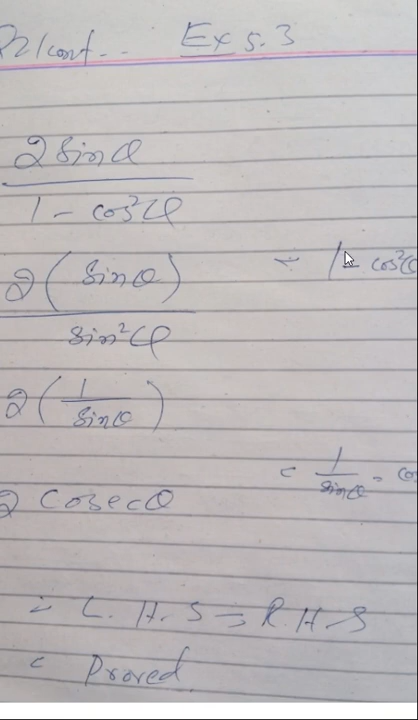 cont... Ex 5.3
2 sinθ
1 - cos²θ
2 (sinθ) ∵ 1 - cos²θ
sin²θ
2 (1
sinθ)
∵ 1
sinθ =
2 cosecθ
∴ L.H.S = R.H.S
Proved